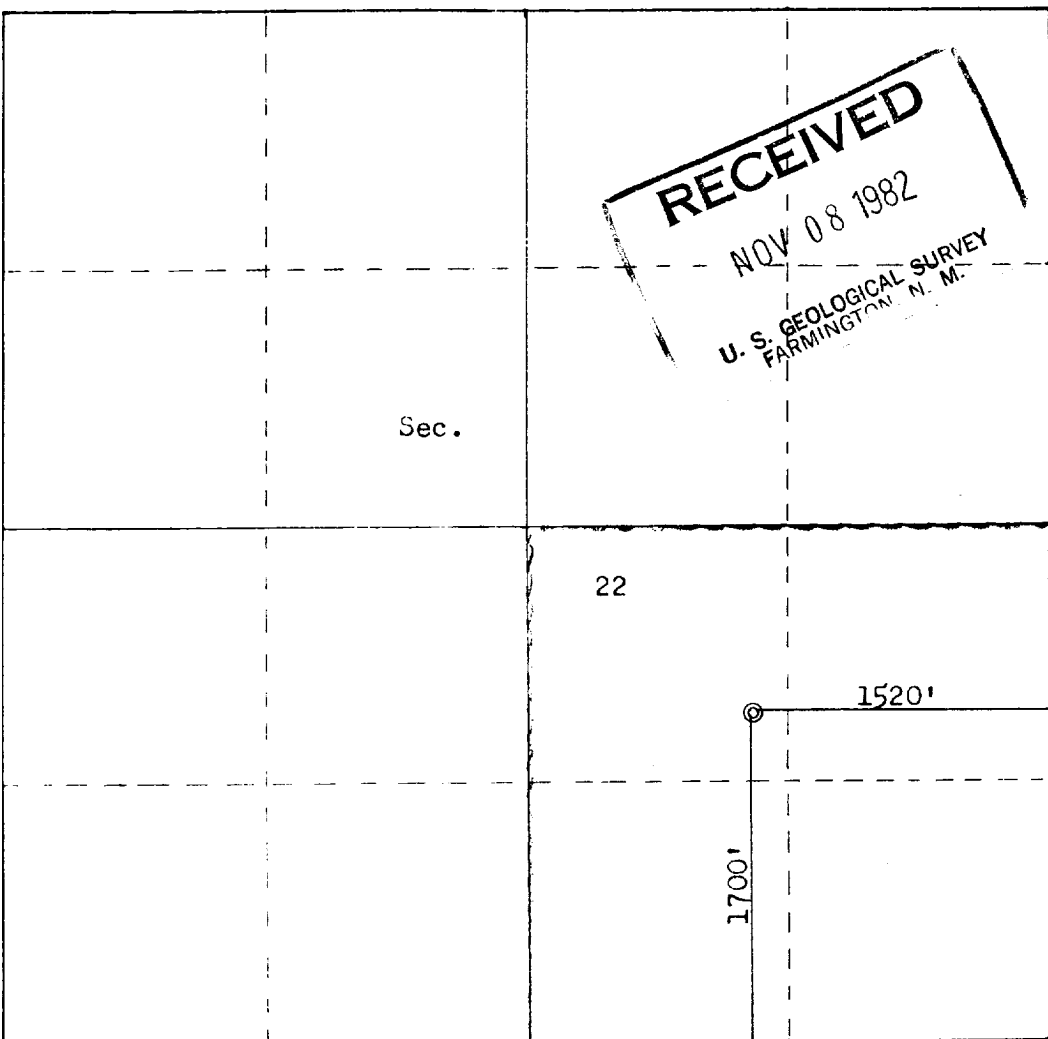 RECEIVED
NOV 08 1982
U. S. GEOLOGICAL SURVEY
FARMINGTON, N. M.
Sec.
22
1520'
1700'